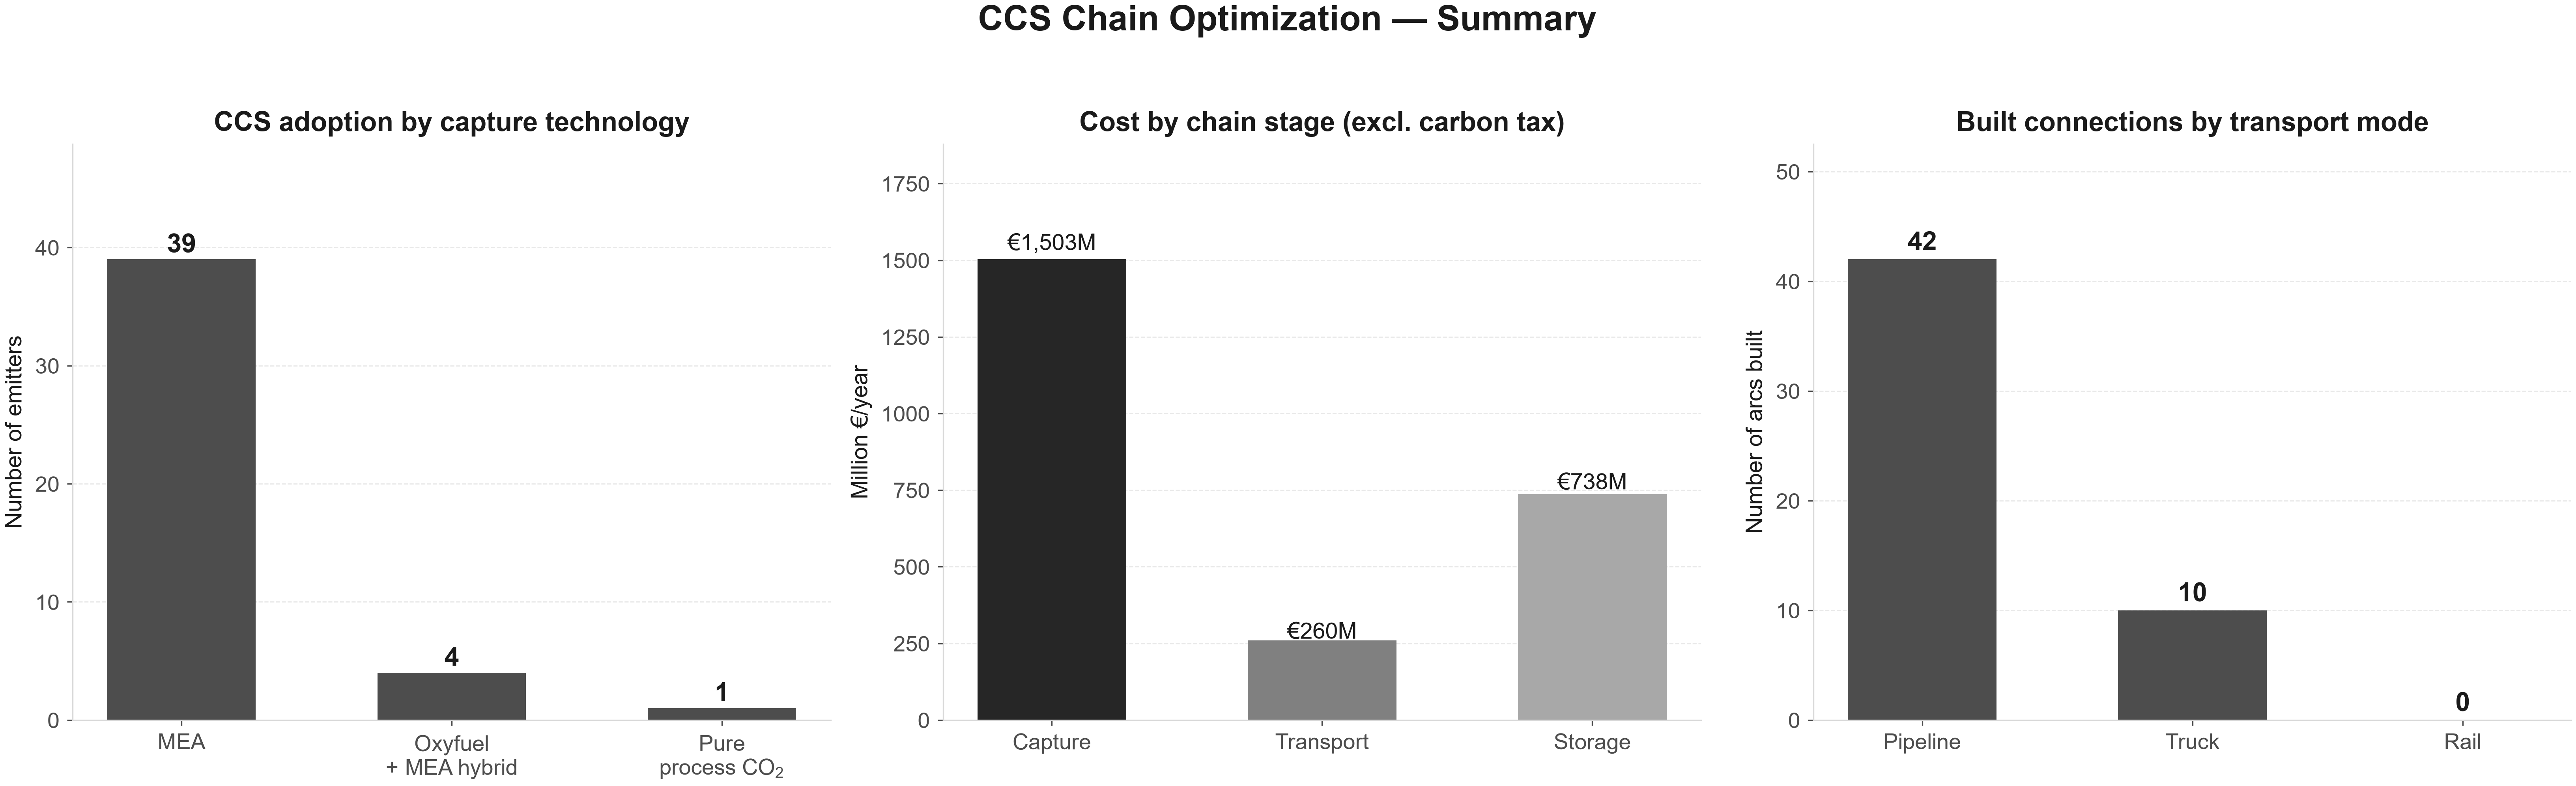 CCS Chain Optimization — Summary
CCS adoption by capture technology
Number of emitters
40
30
20
10
0
39
4
1
MEA
Oxyfuel
+ MEA hybrid
Pure
process CO₂
Cost by chain stage (excl. carbon tax)
Million €/year
1750
1500
1250
1000
750
500
250
0
€1,503M
€260M
€738M
Capture
Transport
Storage
Built connections by transport mode
Number of arcs built
50
40
30
20
10
0
42
10
0
Pipeline
Truck
Rail